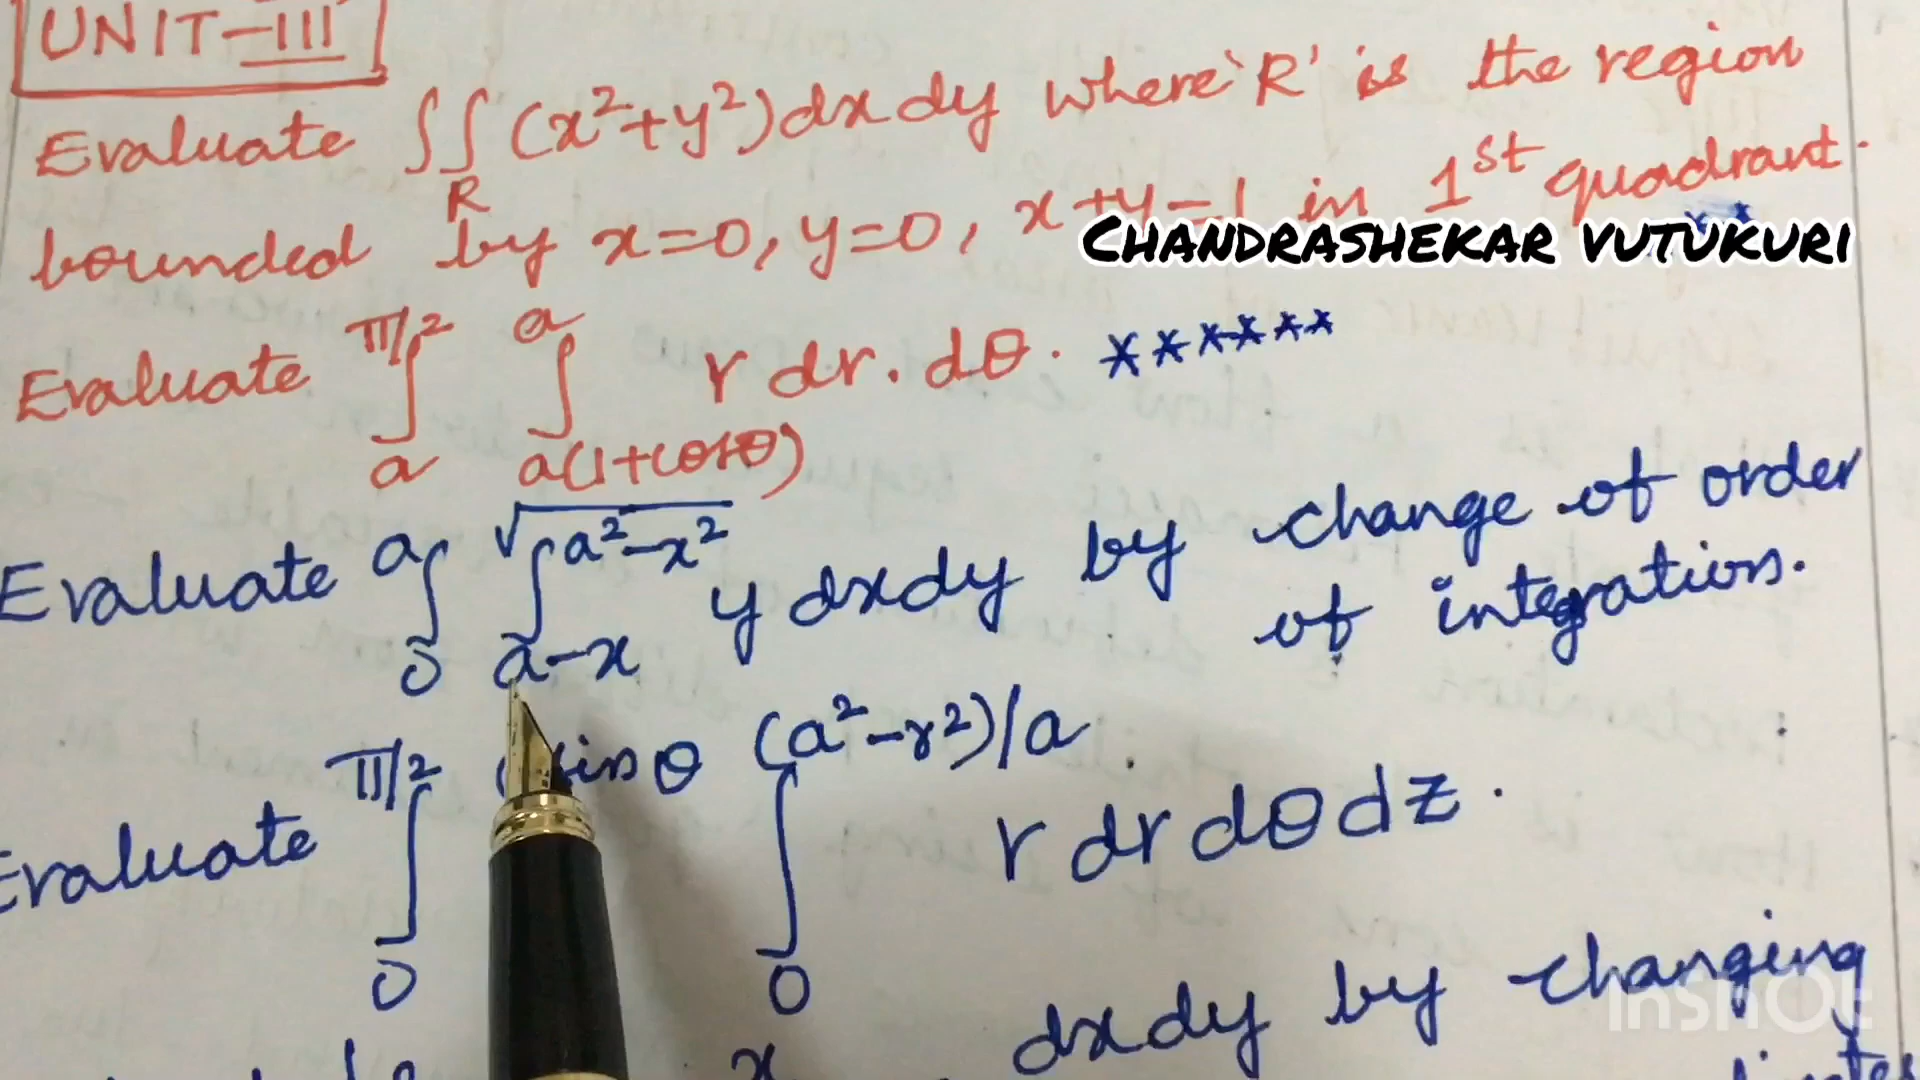 UNIT-III
Evaluate ∬R (x²+y²)dxdy where 'R' is the region
bounded by x=0, y=0, x+y=1 in 1st quadrant.
CHANDRASHEKAR VUTUKURI
Evaluate ∫a^π/2 ∫a(1+cosθ)^a r dr.dθ. ******
Evaluate ∫0^a ∫a-x^√a²-x² y dxdy by change of order
of integration.
Evaluate ∫0^π/2 sinθ ∫0^(a²-r²)/a r dr dθ dz.
dxdy by changing
x
InShOt